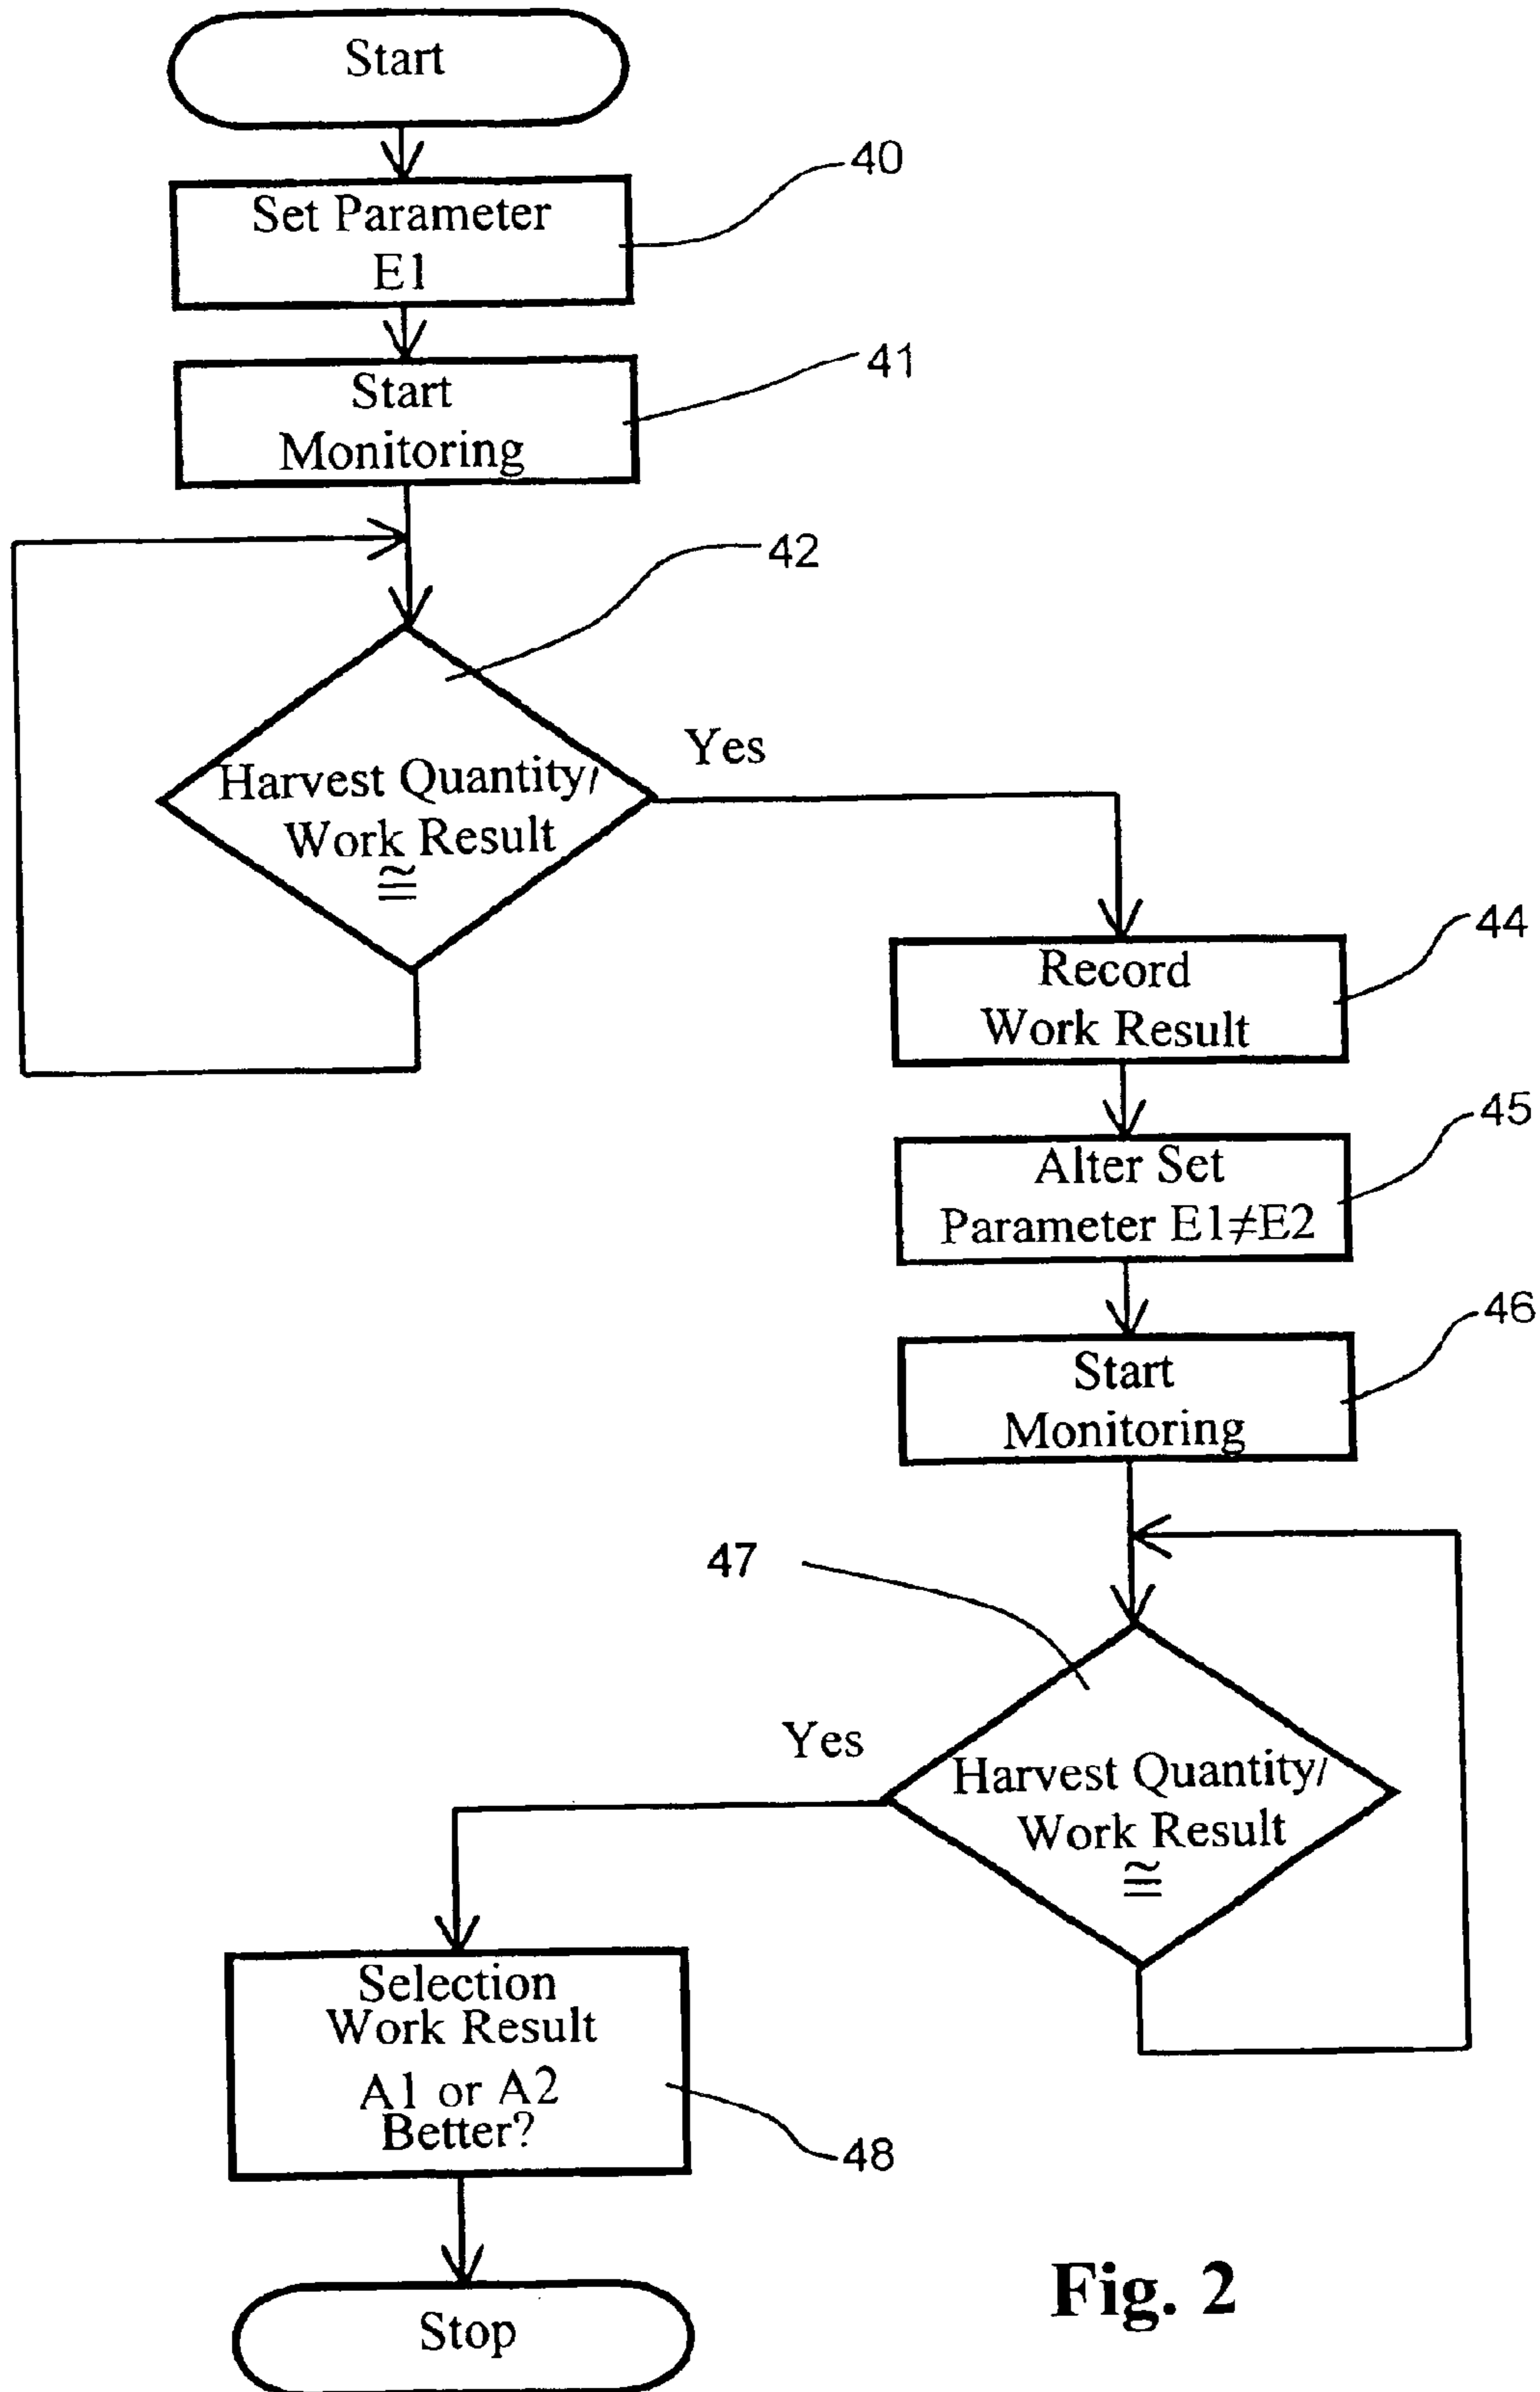 Start
40
Set Parameter
E1
41
Start
Monitoring
42
Yes
Harvest Quantity/
Work Result
≅
44
Record
Work Result
45
Alter Set
Parameter E1≠E2
46
Start
Monitoring
47
Yes
Harvest Quantity/
Work Result
≅
Selection
Work Result
A1 or A2
Better?
48
Stop
Fig. 2